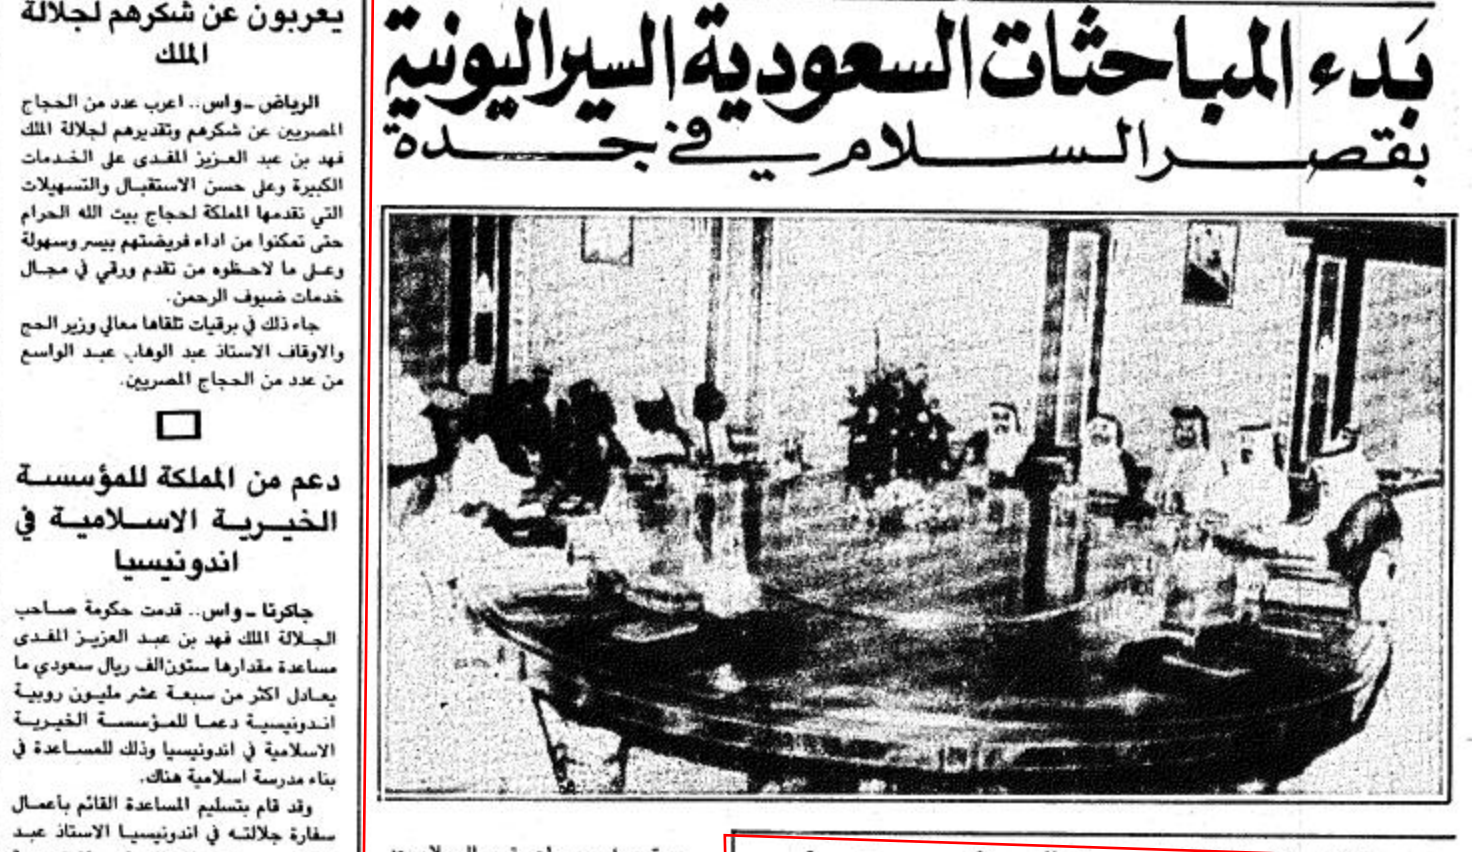 بدء المباحثات السعودية السيراليونية
بقصر السلام في جدة
يعربون عن شكرهم لجلالة
الملك
الرياض ـ واس.. اعرب عدد من الحجاج
المصريين عن شكرهم وتقديرهم لجلالة الملك
فهد بن عبد العزيز المفدى على الخدمات
الكبيرة وعلى حسن الاستقبال والتسهيلات
التي تقدمها المملكة لحجاج بيت الله الحرام
حتى تمكنوا من اداء فريضتهم بيسر وسهولة
وعلى ما لاحظوه من تقدم ورقي في مجال
خدمات ضيوف الرحمن.
جاء ذلك في برقيات تلقاها معالي وزير الحج
والاوقاف الاستاذ عبد الوهاب عبد الواسع
من عدد من الحجاج المصريين.
دعم من المملكة للمؤسسة
الخيرية الاسلامية في
اندونيسيا
جاكرتا ـ واس.. قدمت حكومة صاحب
الجلالة الملك فهد بن عبد العزيز المفدى
مساعدة مقدارها ستون الف ريال سعودي ما
يعادل اكثر من سبعة عشر مليون روبية
اندونيسية دعما للمؤسسة الخيرية
الاسلامية في اندونيسيا وذلك للمساعدة في
بناء مدرسة اسلامية هناك.
وقد قام بتسليم المساعدة القائم بأعمال
سفارة جلالته في اندونيسيا الاستاذ عبد